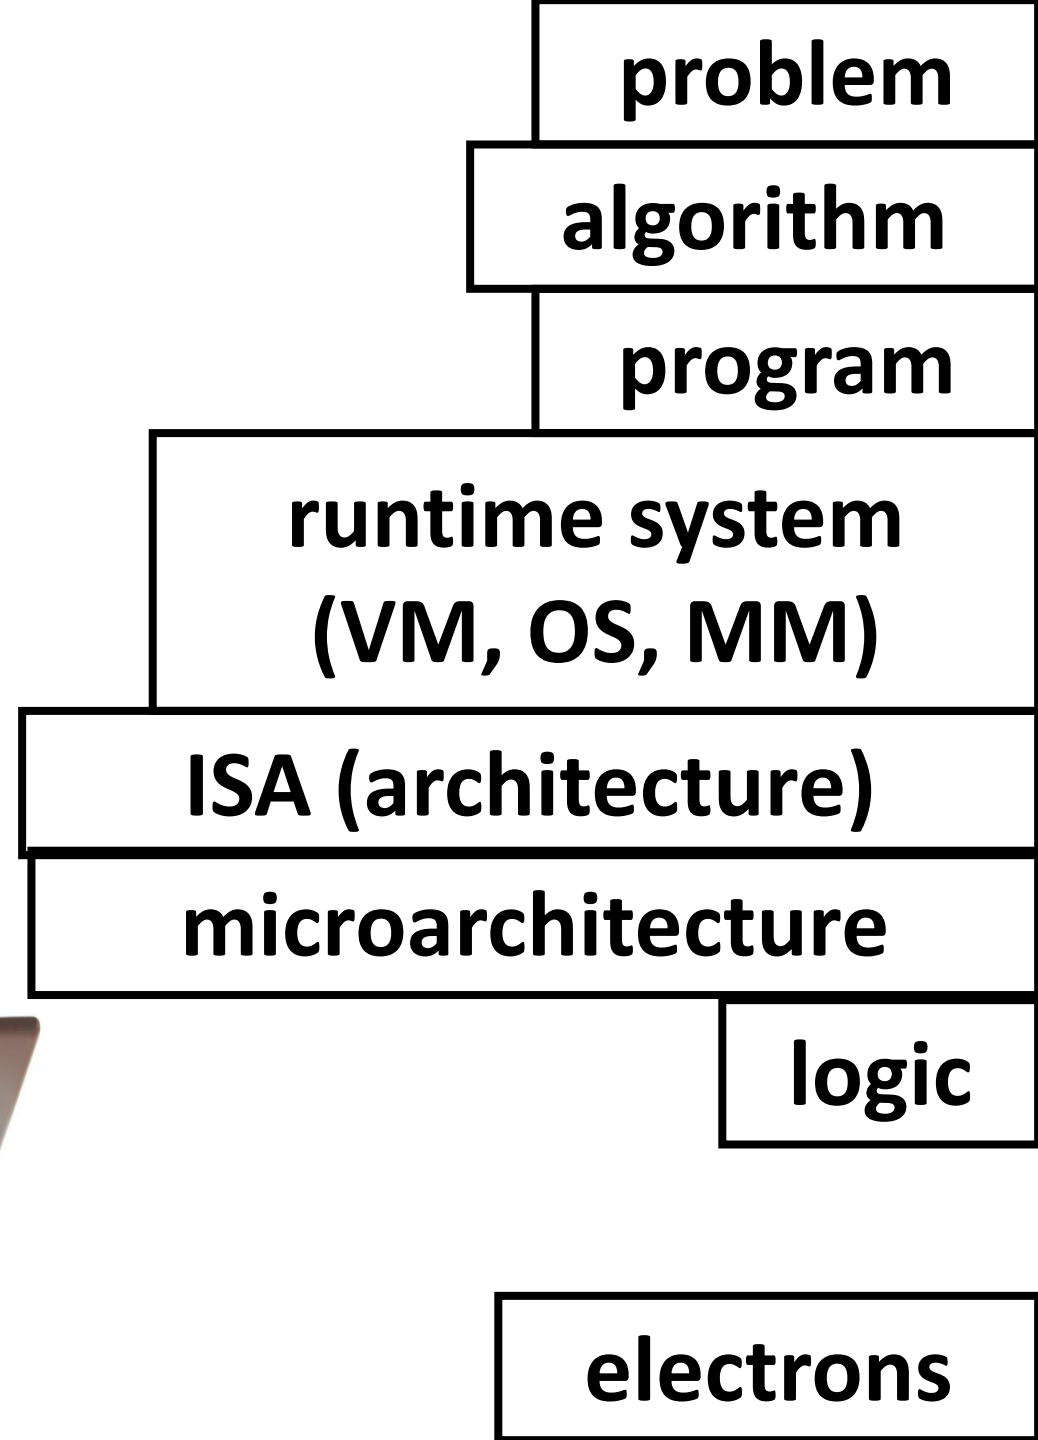 problem
algorithm
program
runtime system
(VM, OS, MM)
ISA (architecture)
microarchitecture
logic
electrons